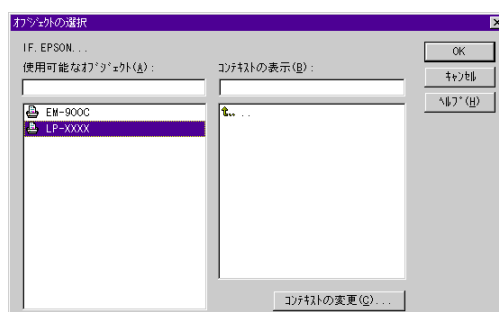 ｵﾌﾞｼﾞｪｸﾄの選択
IF.EPSON...
使用可能なｵﾌﾞｼﾞｪｸﾄ(A):
ｺﾝﾃｷｽﾄの表示(B):
OK
ｷｬﾝｾﾙ
ﾍﾙﾌﾟ(H)
EM-900C
LP-XXXX
..
ｺﾝﾃｷｽﾄの変更(C)...